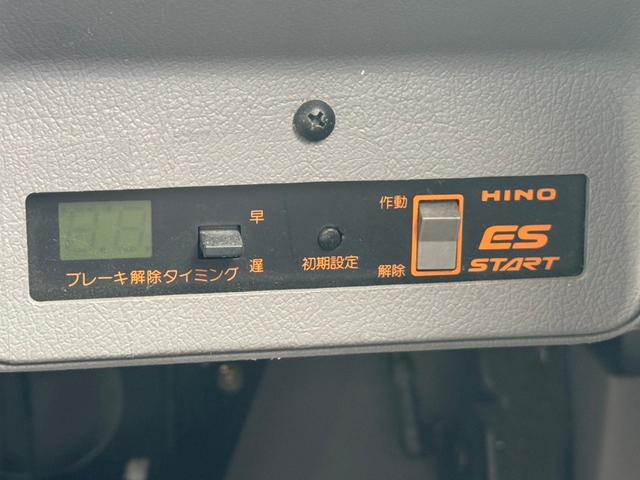 ブレーキ解除タイミング
早
遅
初期設定
作動
解除
HINO
ES
START